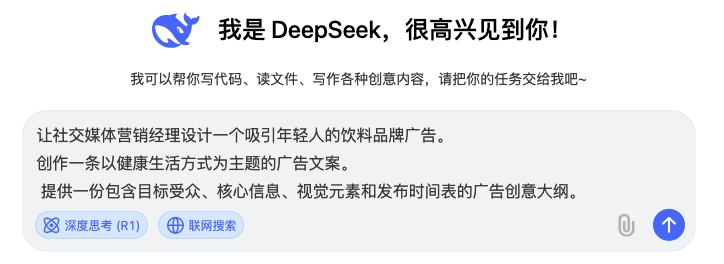 我是 DeepSeek，很高兴见到你！
我可以帮你写代码、读文件、写作各种创意内容，请把你的任务交给我吧~
让社交媒体营销经理设计一个吸引年轻人的饮料品牌广告。
创作一条以健康生活方式为主题的广告文案。
提供一份包含目标受众、核心信息、视觉元素和发布时间表的广告创意大纲。
深度思考 (R1) 联网搜索